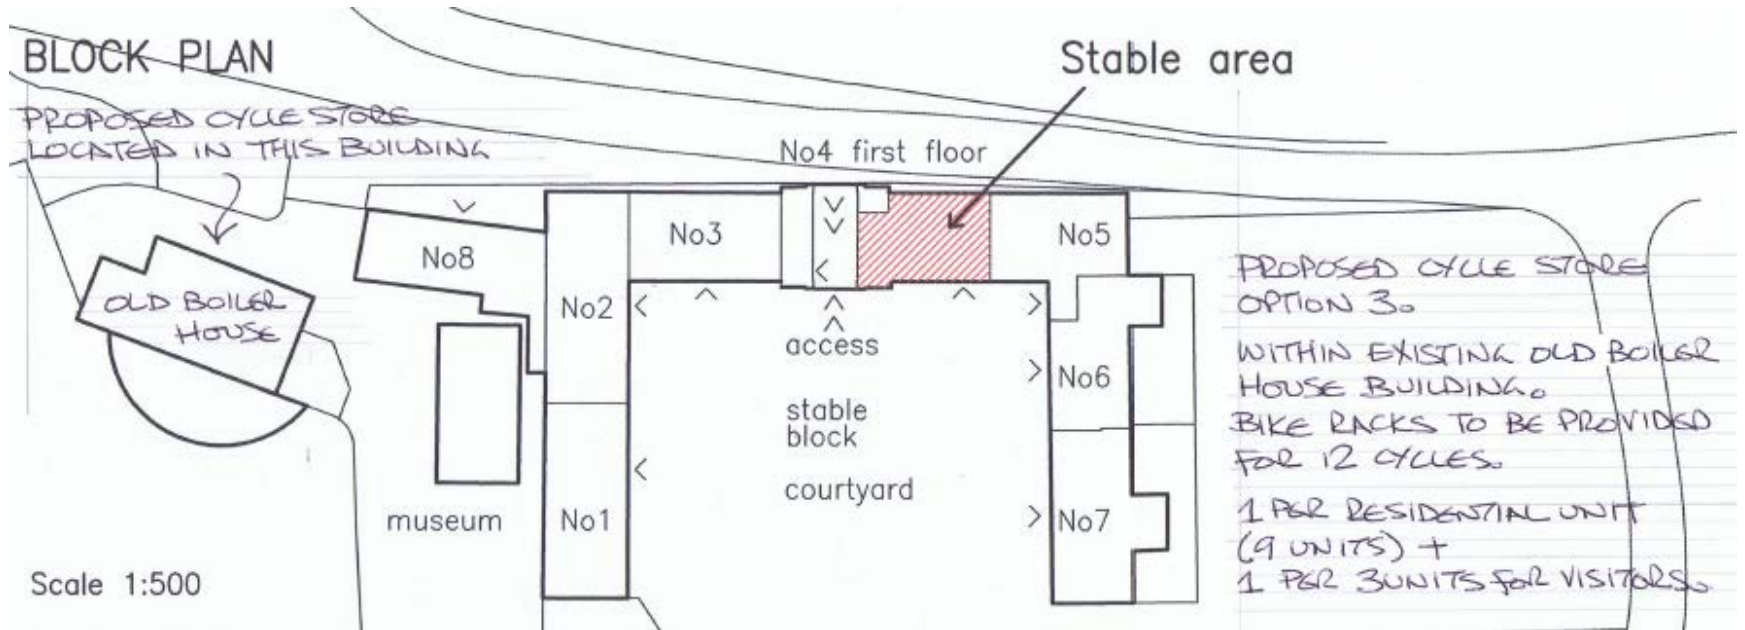 BLOCK PLAN
Stable area
PROPOSED CYCLE STORE
LOCATED IN THIS BUILDING
No4 first floor
No3
No5
No8
OLD BOILER
HOUSE
No2
access
No6
stable
block
courtyard
museum
No1
No7
Scale 1:500
PROPOSED CYCLE STORE
OPTION 3.
WITHIN EXISTING OLD BOILER
HOUSE BUILDING.
BIKE RACKS TO BE PROVIDED
FOR 12 CYCLES.
1 PER RESIDENTIAL UNIT
(9 UNITS) +
1 PER 3 UNITS FOR VISITORS.